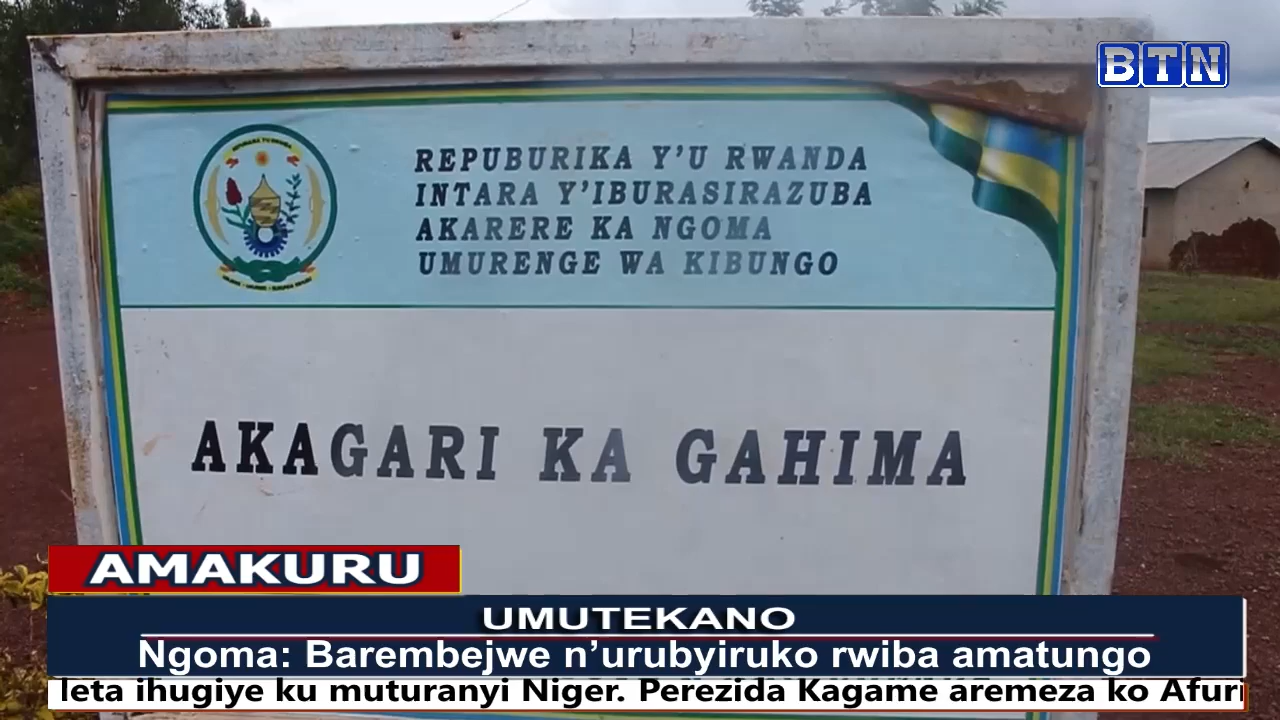 BTN
REPUBURIKA Y'U RWANDA
INTARA Y'IBURASIRAZUBA
AKARERE KA NGOMA
UMURENGE WA KIBUNGO
AKAGARI KA GAHIMA
AMAKURU
UMUTEKANO
Ngoma: Barembejwe n'urubyiruko rwiba amatungo
leta ihugiye ku muturanyi Niger. Perezida Kagame aremeza ko